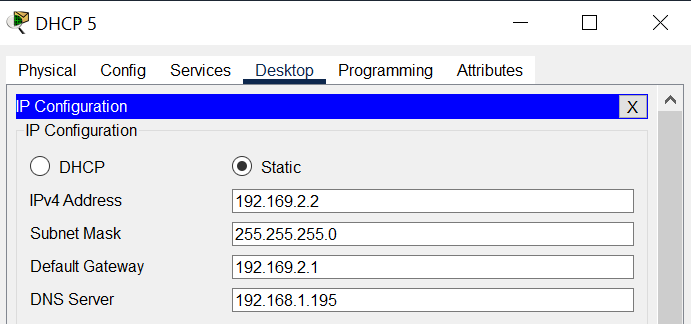 DHCP 5
Physical Config Services Desktop Programming Attributes
IP Configuration X
IP Configuration
DHCP Static
IPv4 Address 192.169.2.2
Subnet Mask 255.255.255.0
Default Gateway 192.169.2.1
DNS Server 192.168.1.195